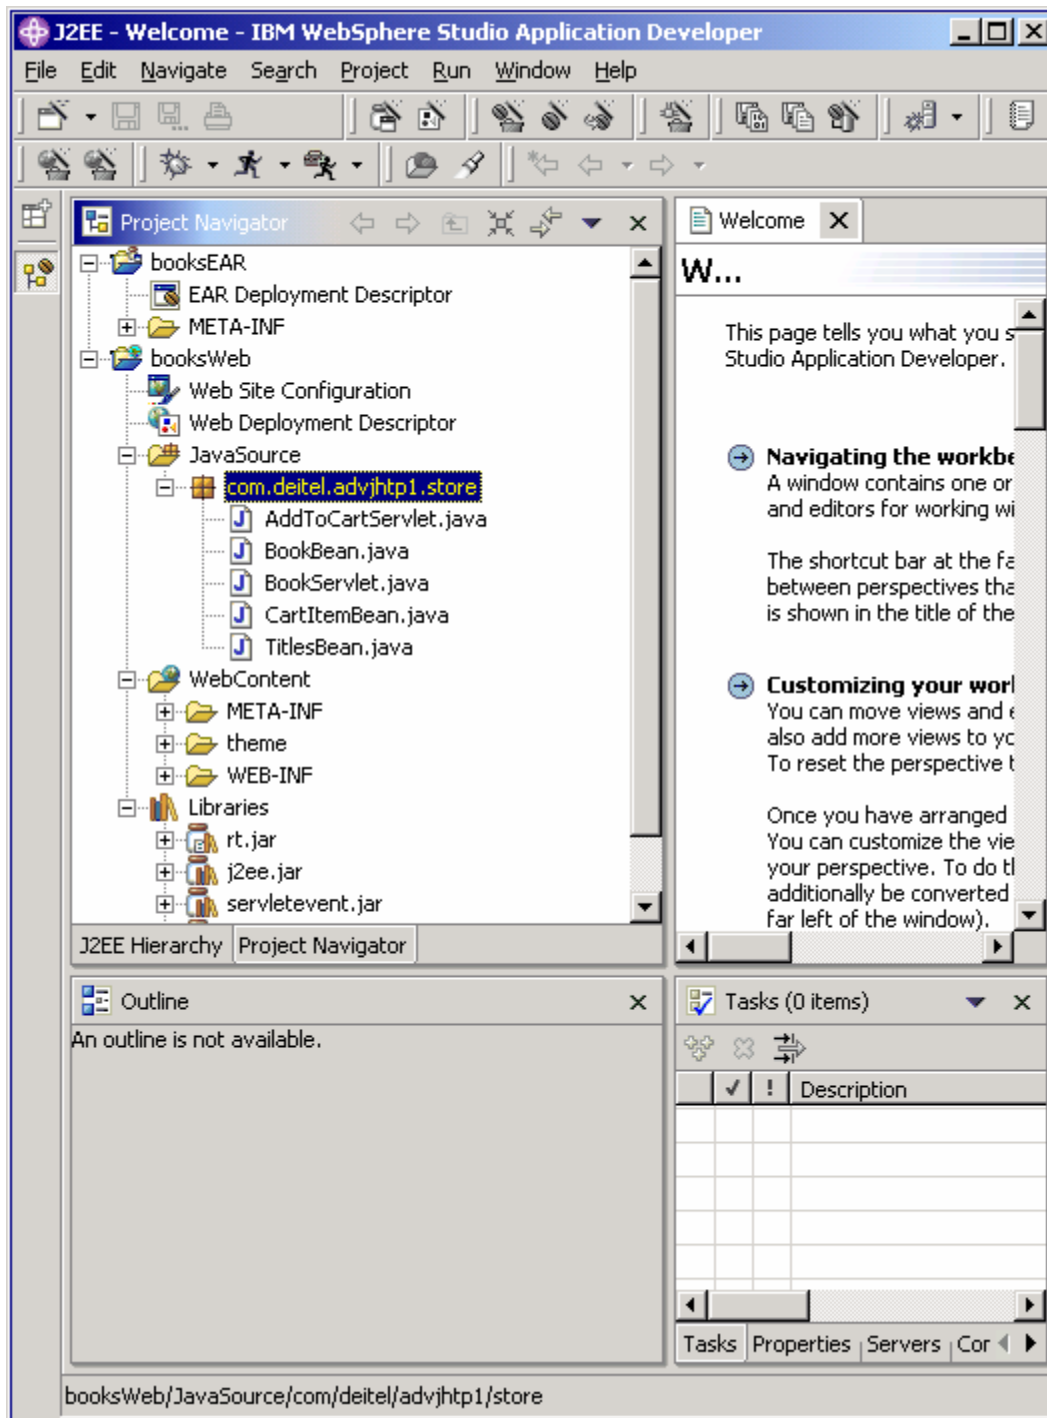 J2EE - Welcome - IBM WebSphere Studio Application Developer
File Edit Navigate Search Project Run Window Help
Project Navigator
booksEAR
EAR Deployment Descriptor
META-INF
booksWeb
Web Site Configuration
Web Deployment Descriptor
JavaSource
com.deitel.advjhtp1.store
AddToCartServlet.java
BookBean.java
BookServlet.java
CartItemBean.java
TitlesBean.java
WebContent
META-INF
theme
WEB-INF
Libraries
rt.jar
j2ee.jar
servletevent.jar
J2EE Hierarchy Project Navigator
Welcome
W...
This page tells you what you s
Studio Application Developer.
Navigating the workbe
A window contains one or
and editors for working wi
The shortcut bar at the fa
between perspectives tha
is shown in the title of the
Customizing your worl
You can move views and e
also add more views to yo
To reset the perspective t
Once you have arranged
You can customize the vie
your perspective. To do tl
additionally be converted
far left of the window).
Outline
An outline is not available.
Tasks (0 items)
! Description
Tasks Properties Servers Cor
booksWeb/JavaSource/com/deitel/advjhtp1/store